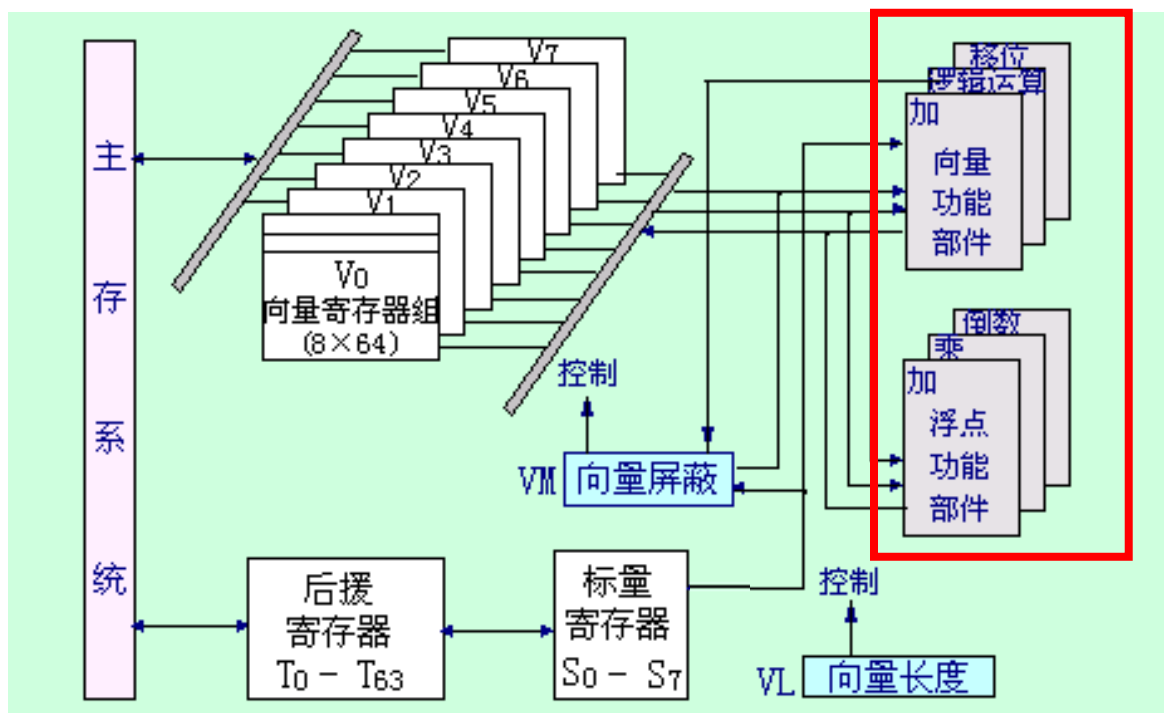 主
存
系
统
V7
V6
V5
V4
V3
V2
V1
V0
向量寄存器组
(8×64)
移位
逻辑运算
加
向量
功能
部件
倒数
乘
加
浮点
功能
部件
控制
VM
向量屏蔽
后援
寄存器
T0 - T63
标量
寄存器
S0 - S7
控制
VL
向量长度